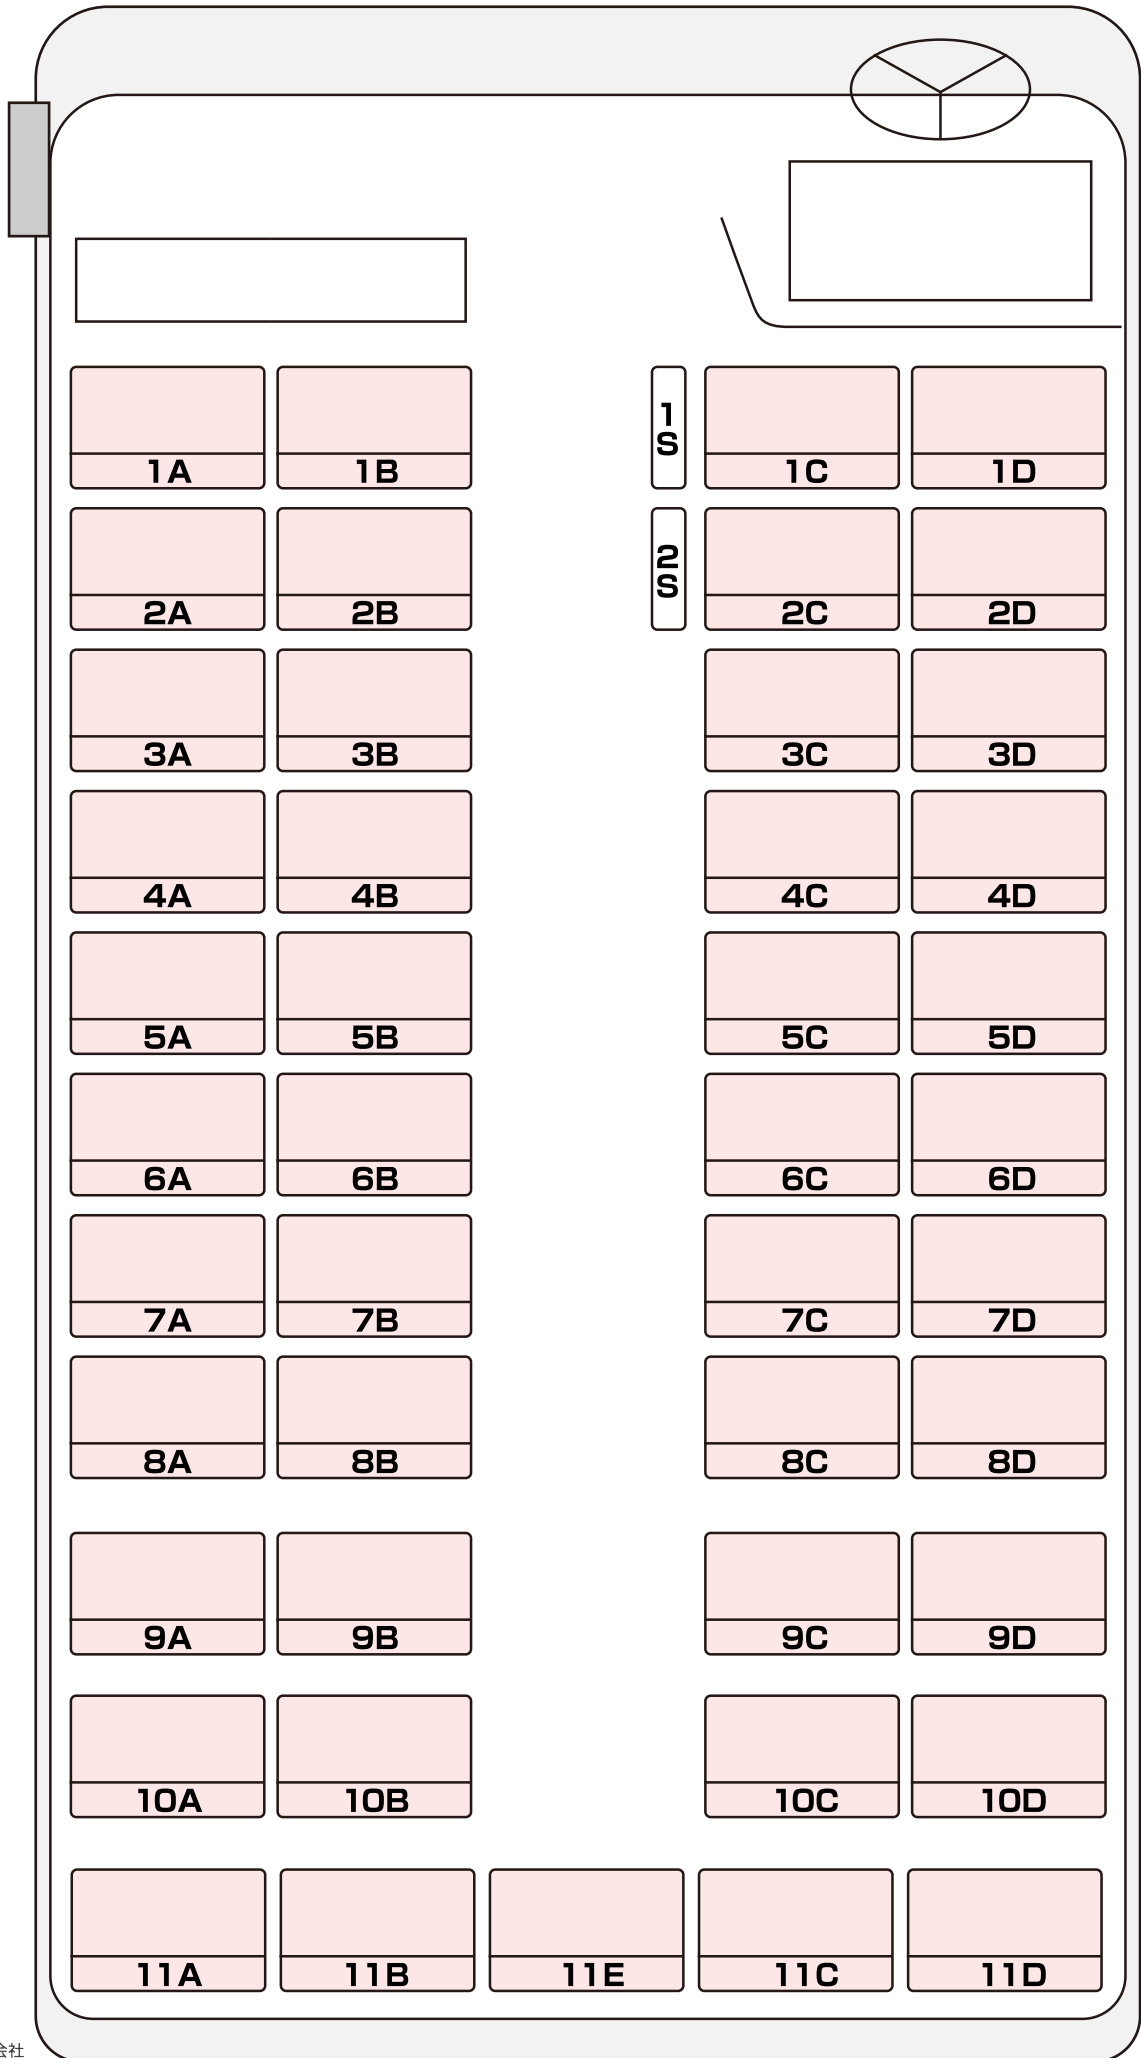 1A 1B 1S 1C 1D
2A 2B 2S 2C 2D
3A 3B 3C 3D
4A 4B 4C 4D
5A 5B 5C 5D
6A 6B 6C 6D
7A 7B 7C 7D
8A 8B 8C 8D
9A 9B 9C 9D
10A 10B 10C 10D
11A 11B 11E 11C 11D
会社